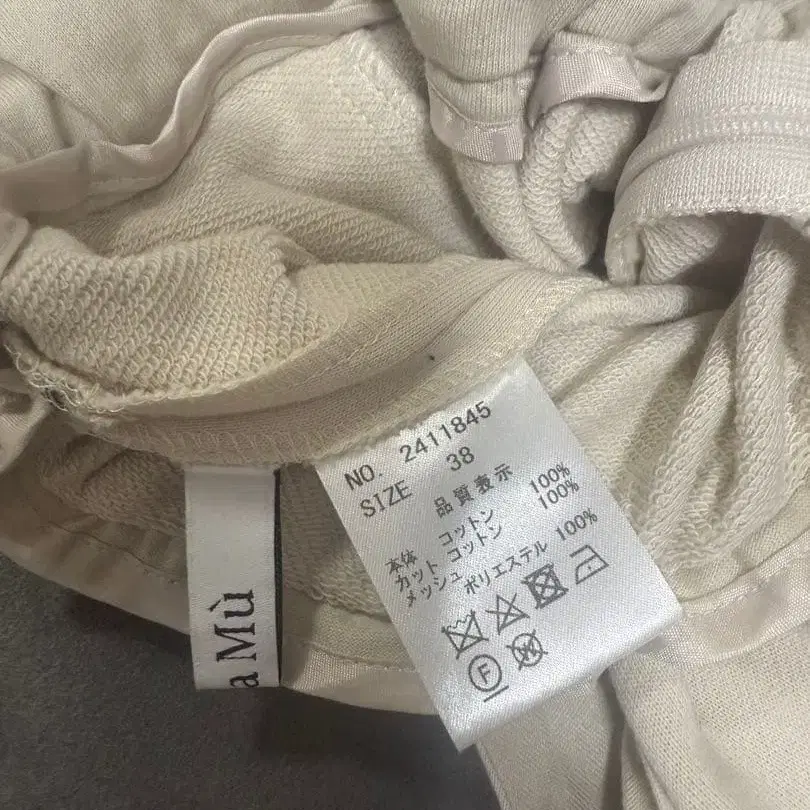 NO. 2411845
SIZE 38
品質表示
本体 コットン 100%
カット コットン 100%
メッシュ ポリエステル 100%
F
W
a Mù